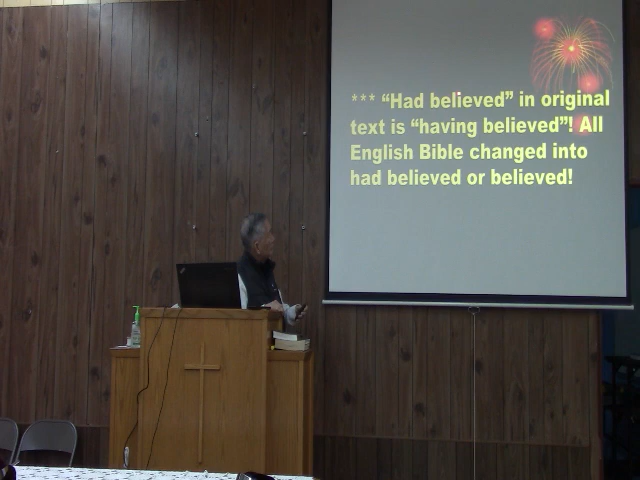 *** “Had believed” in original
text is “having believed”! All
English Bible changed into
had believed or believed!